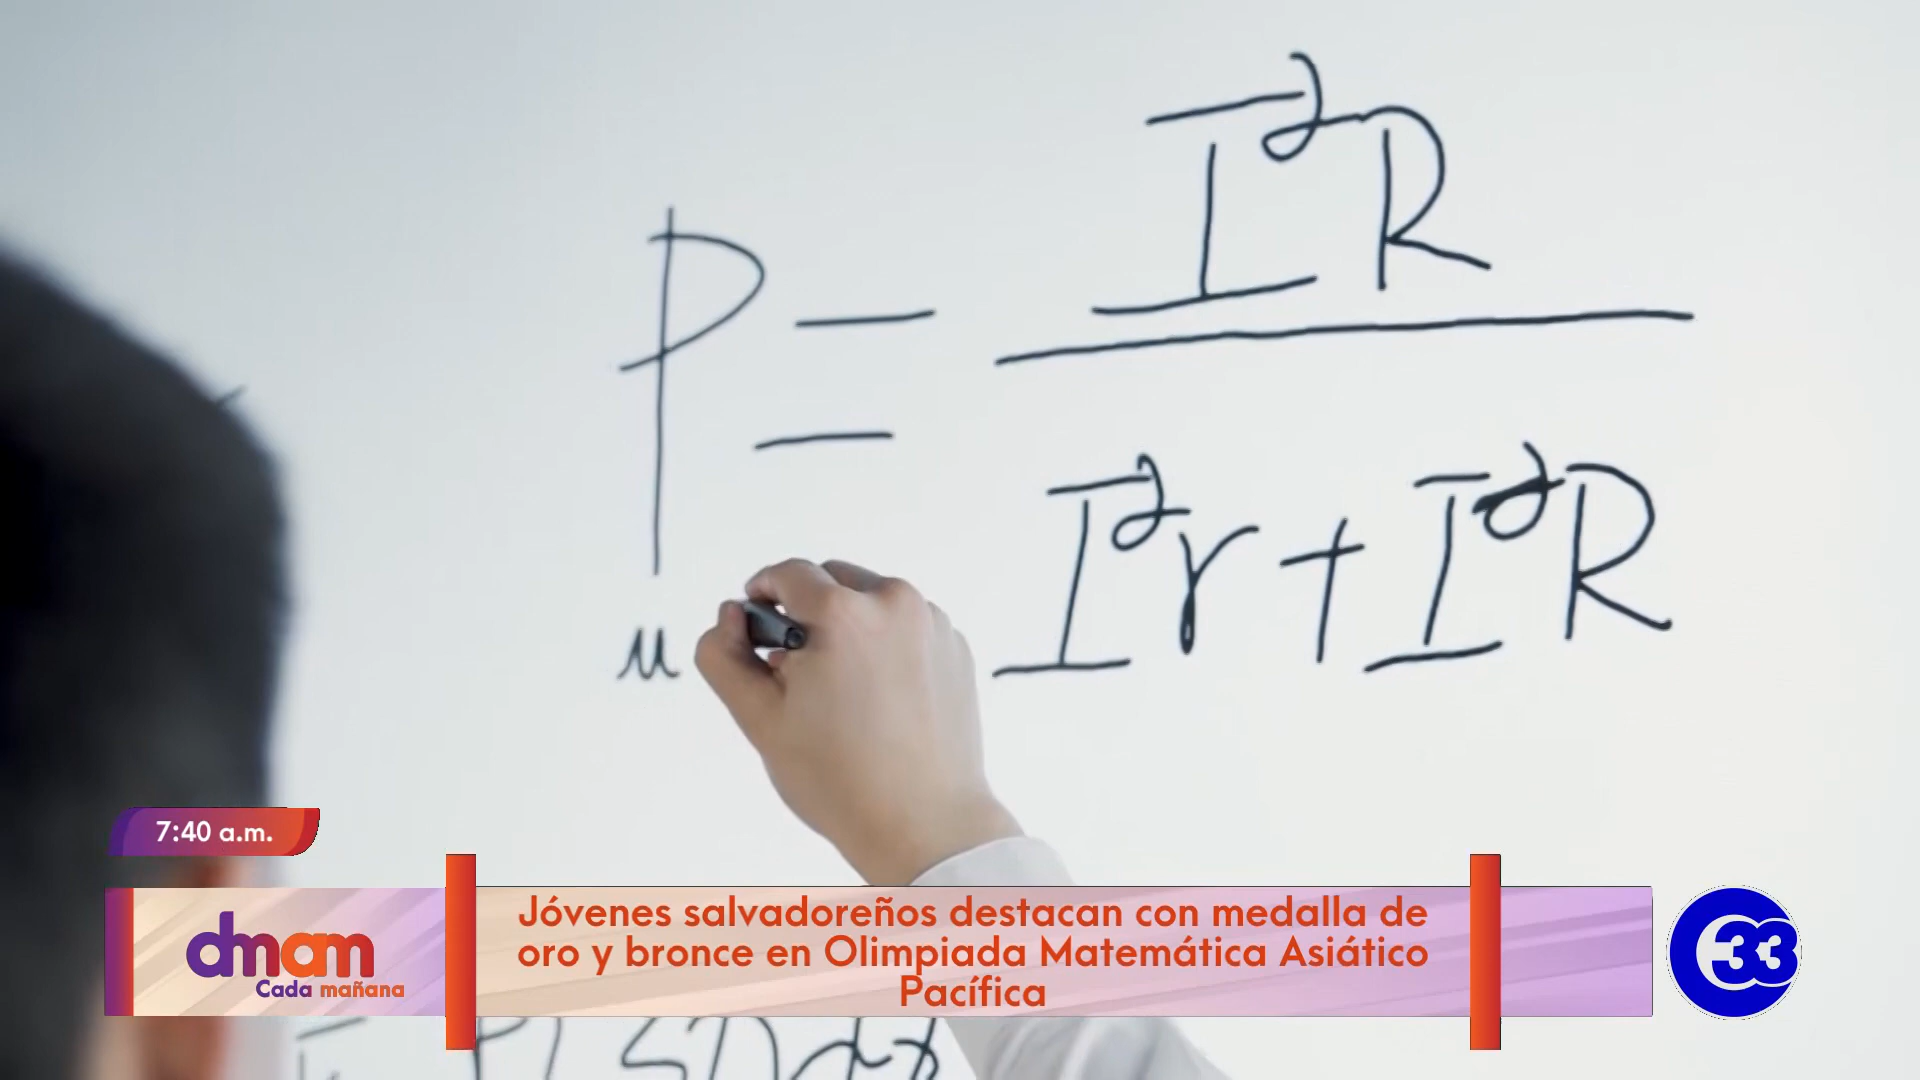 I²R
P =
I²r + I²R
u
7:40 a.m.
dmam
Cada mañana
Jóvenes salvadoreños destacan con medalla de
oro y bronce en Olimpiada Matemática Asiático
Pacífica
33